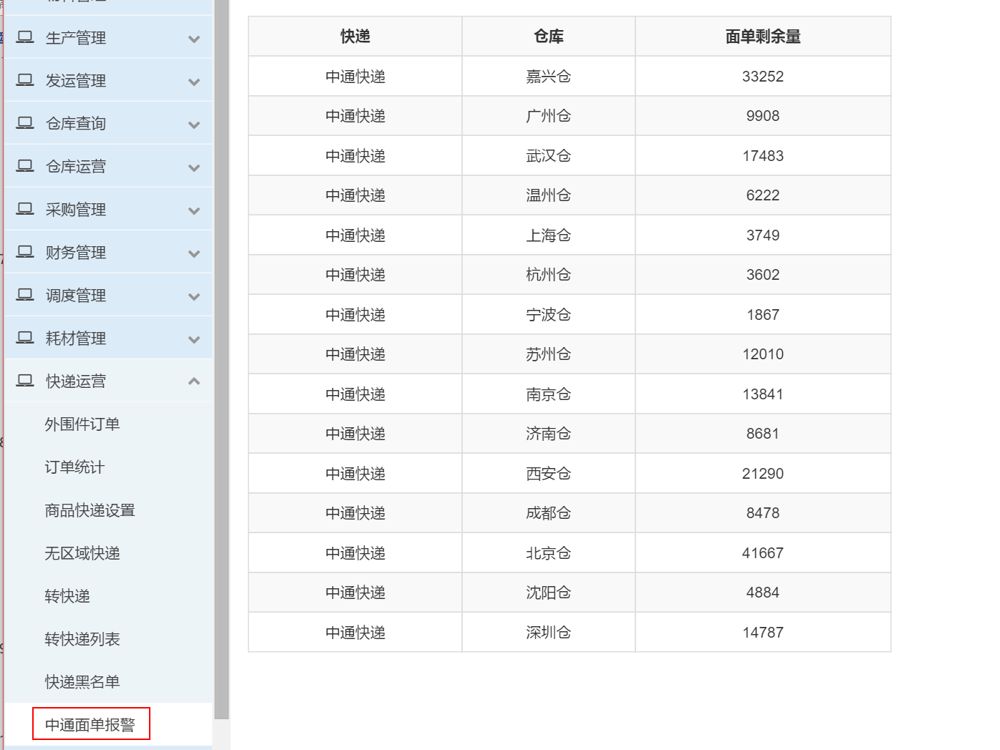 生产管理
发运管理
仓库查询
仓库运营
采购管理
财务管理
调度管理
耗材管理
快递运营
外围件订单
订单统计
商品快递设置
无区域快递
转快递
转快递列表
快递黑名单
中通面单报警
快递 仓库 面单剩余量
中通快递 嘉兴仓 33252
中通快递 广州仓 9908
中通快递 武汉仓 17483
中通快递 温州仓 6222
中通快递 上海仓 3749
中通快递 杭州仓 3602
中通快递 宁波仓 1867
中通快递 苏州仓 12010
中通快递 南京仓 13841
中通快递 济南仓 8681
中通快递 西安仓 21290
中通快递 成都仓 8478
中通快递 北京仓 41667
中通快递 沈阳仓 4884
中通快递 深圳仓 14787